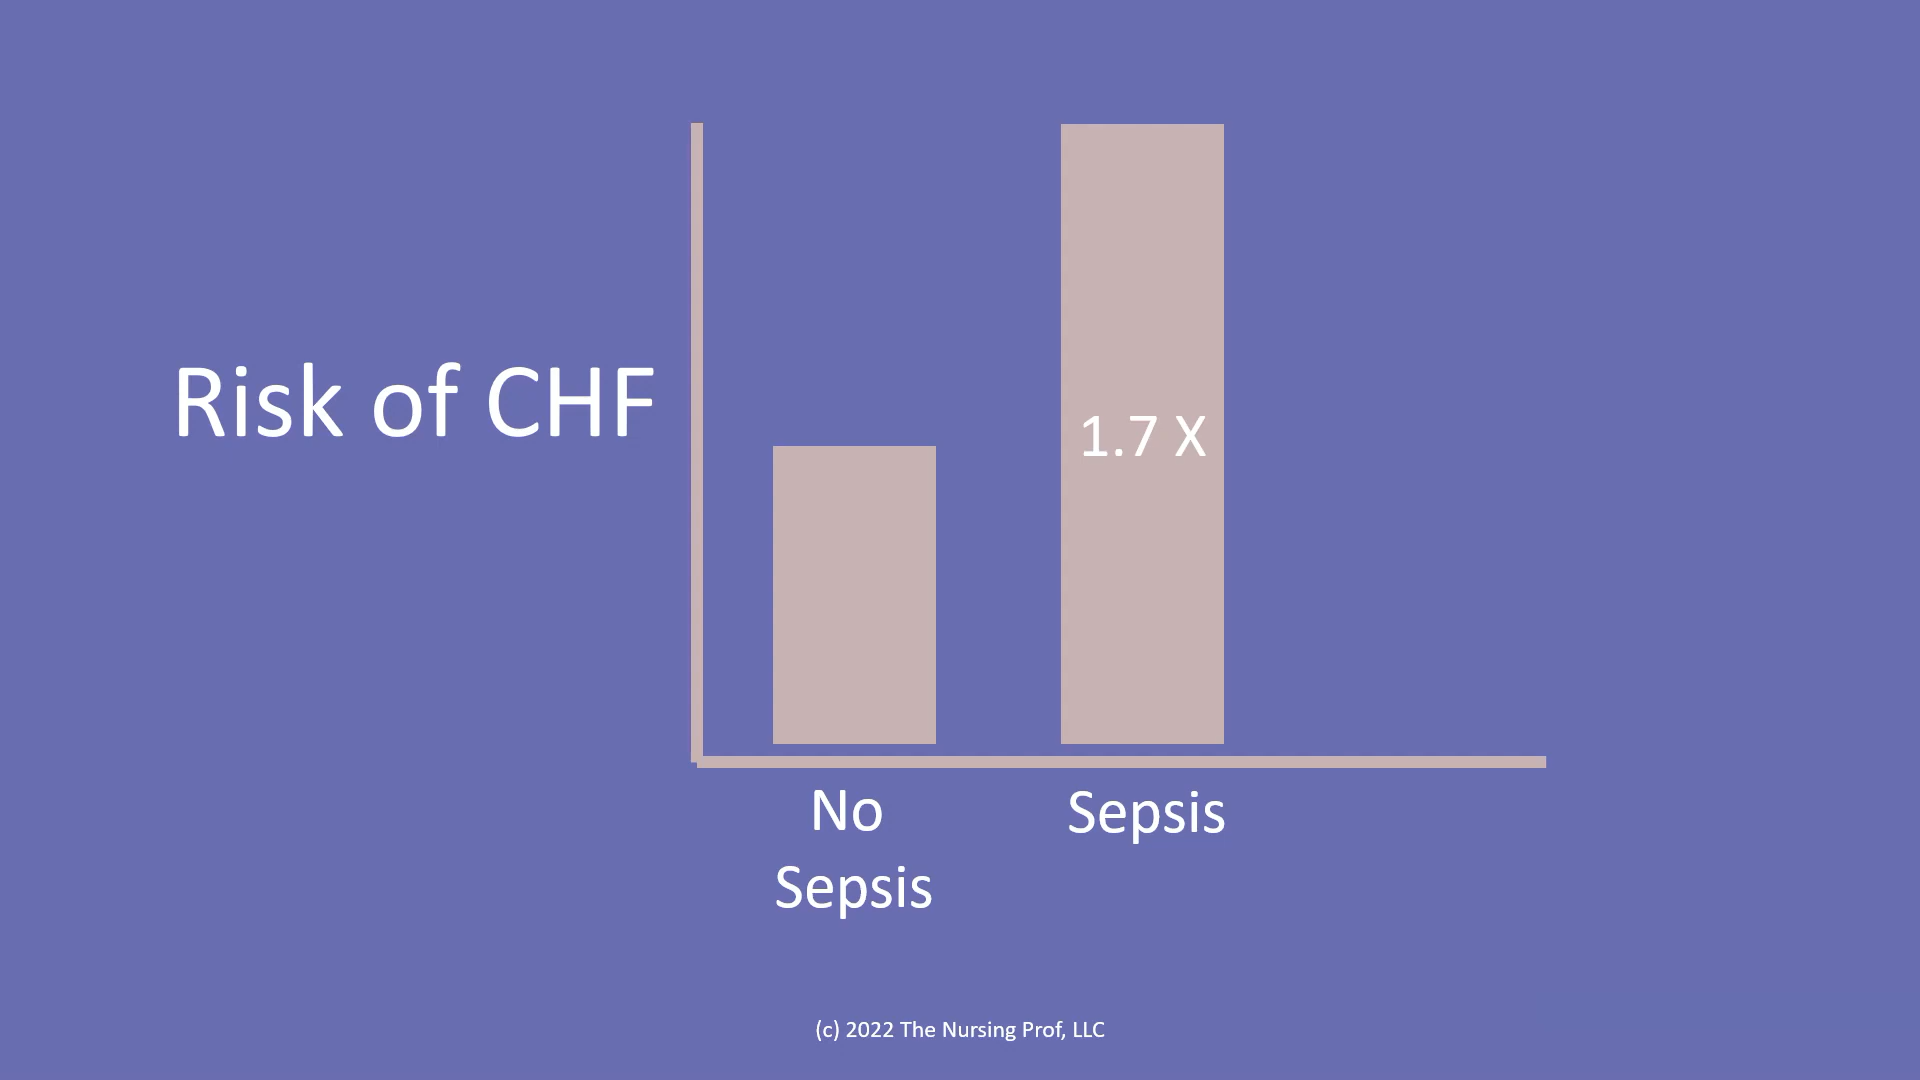 Risk of CHF
1.7 X
No
Sepsis
Sepsis
(c) 2022 The Nursing Prof, LLC